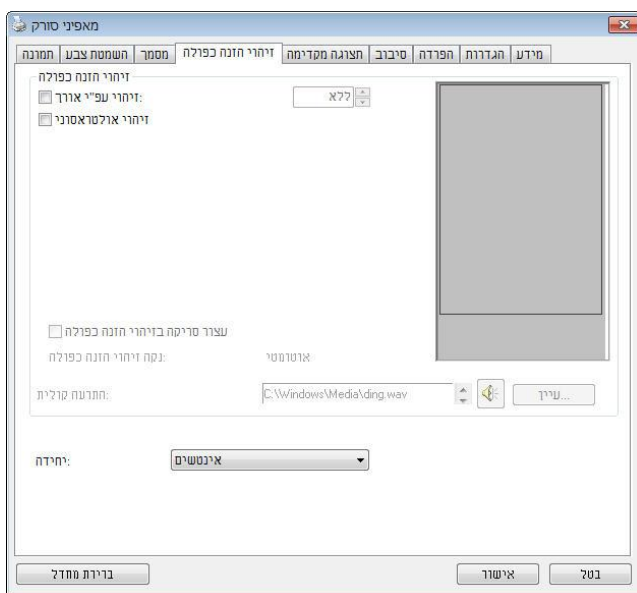 מאפיני סורק
תמונה השמטת צבע מסמך זיהוי הזנה כפולה תצוגה מקדימה סיבוב הפרדה הגדרות מידע
זיהוי הזנה כפולה
זיהוי עפ"י אורך:
ללא
זיהוי אולטראסוני
עצור סריקה בזיהוי הזנה כפולה
נקה זיהוי הזנה כפולה:
אוטומטי
התרעה קולית:
C:\Windows\Media\ding.wav
עיין...
יחידה:
אינטשים
ברירת מחדל
אישור
בטל